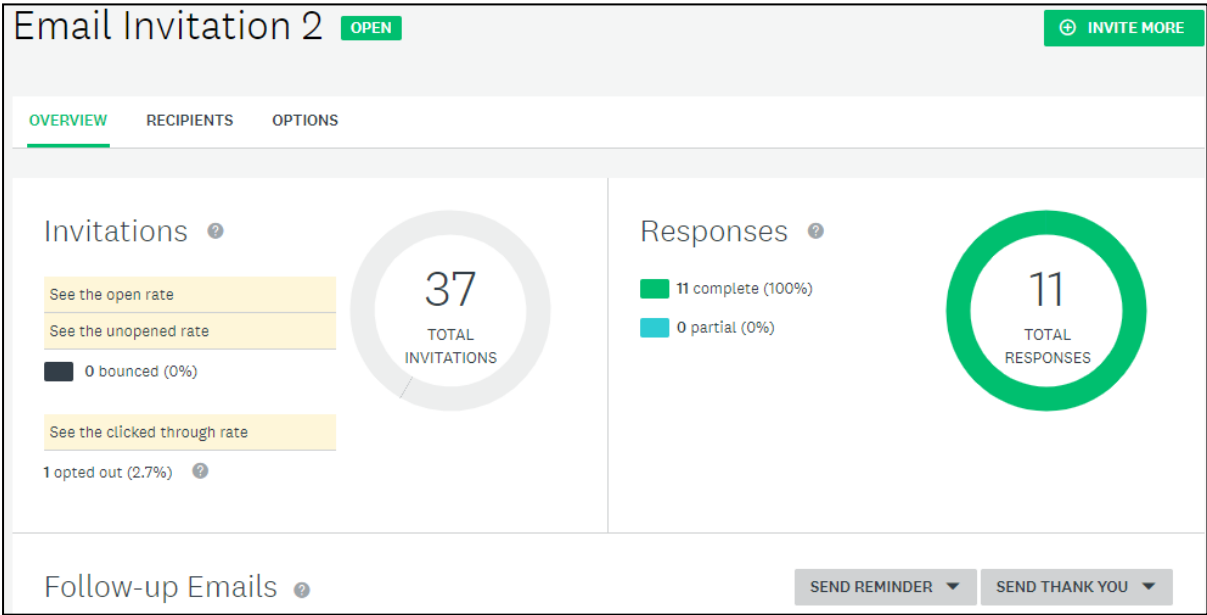 Email Invitation 2 OPEN
INVITE MORE
OVERVIEW RECIPIENTS OPTIONS
Invitations
See the open rate
See the unopened rate
0 bounced (0%)
See the clicked through rate
1 opted out (2.7%)
37
TOTAL
INVITATIONS
Responses
11 complete (100%)
0 partial (0%)
11
TOTAL
RESPONSES
Follow-up Emails
SEND REMINDER
SEND THANK YOU